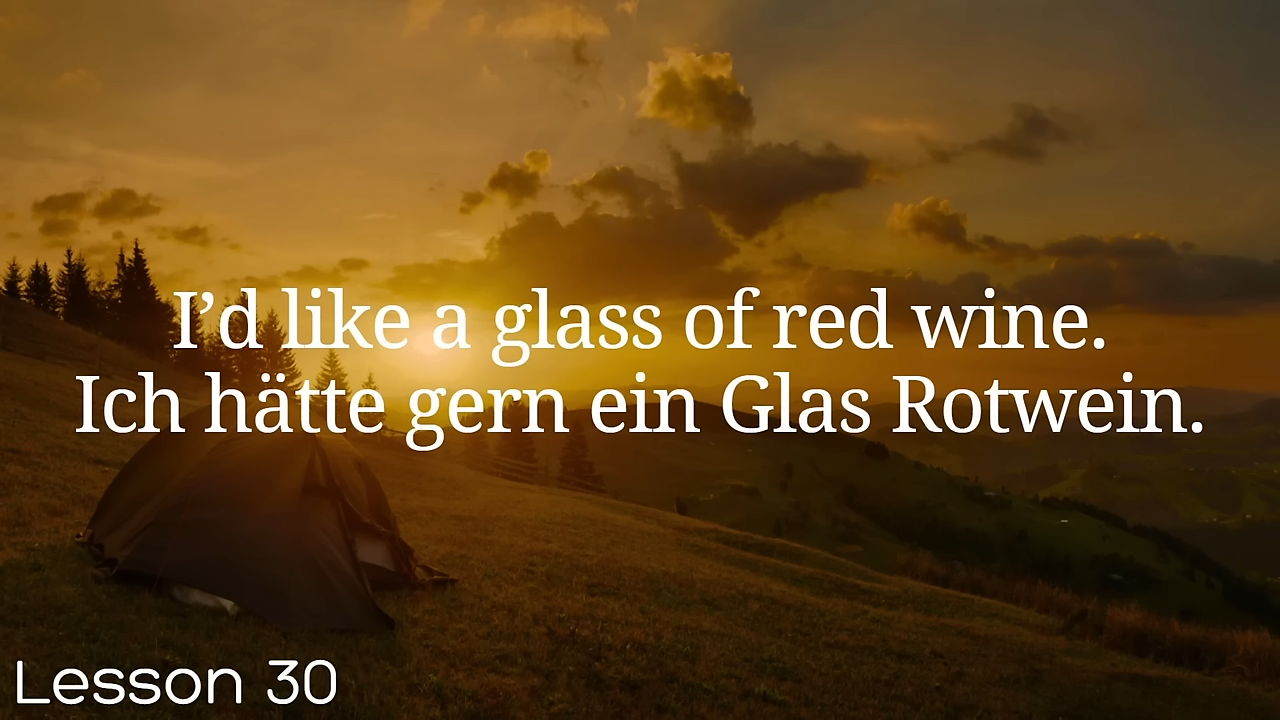 I’d like a glass of red wine.
Ich hätte gern ein Glas Rotwein.
Lesson 30